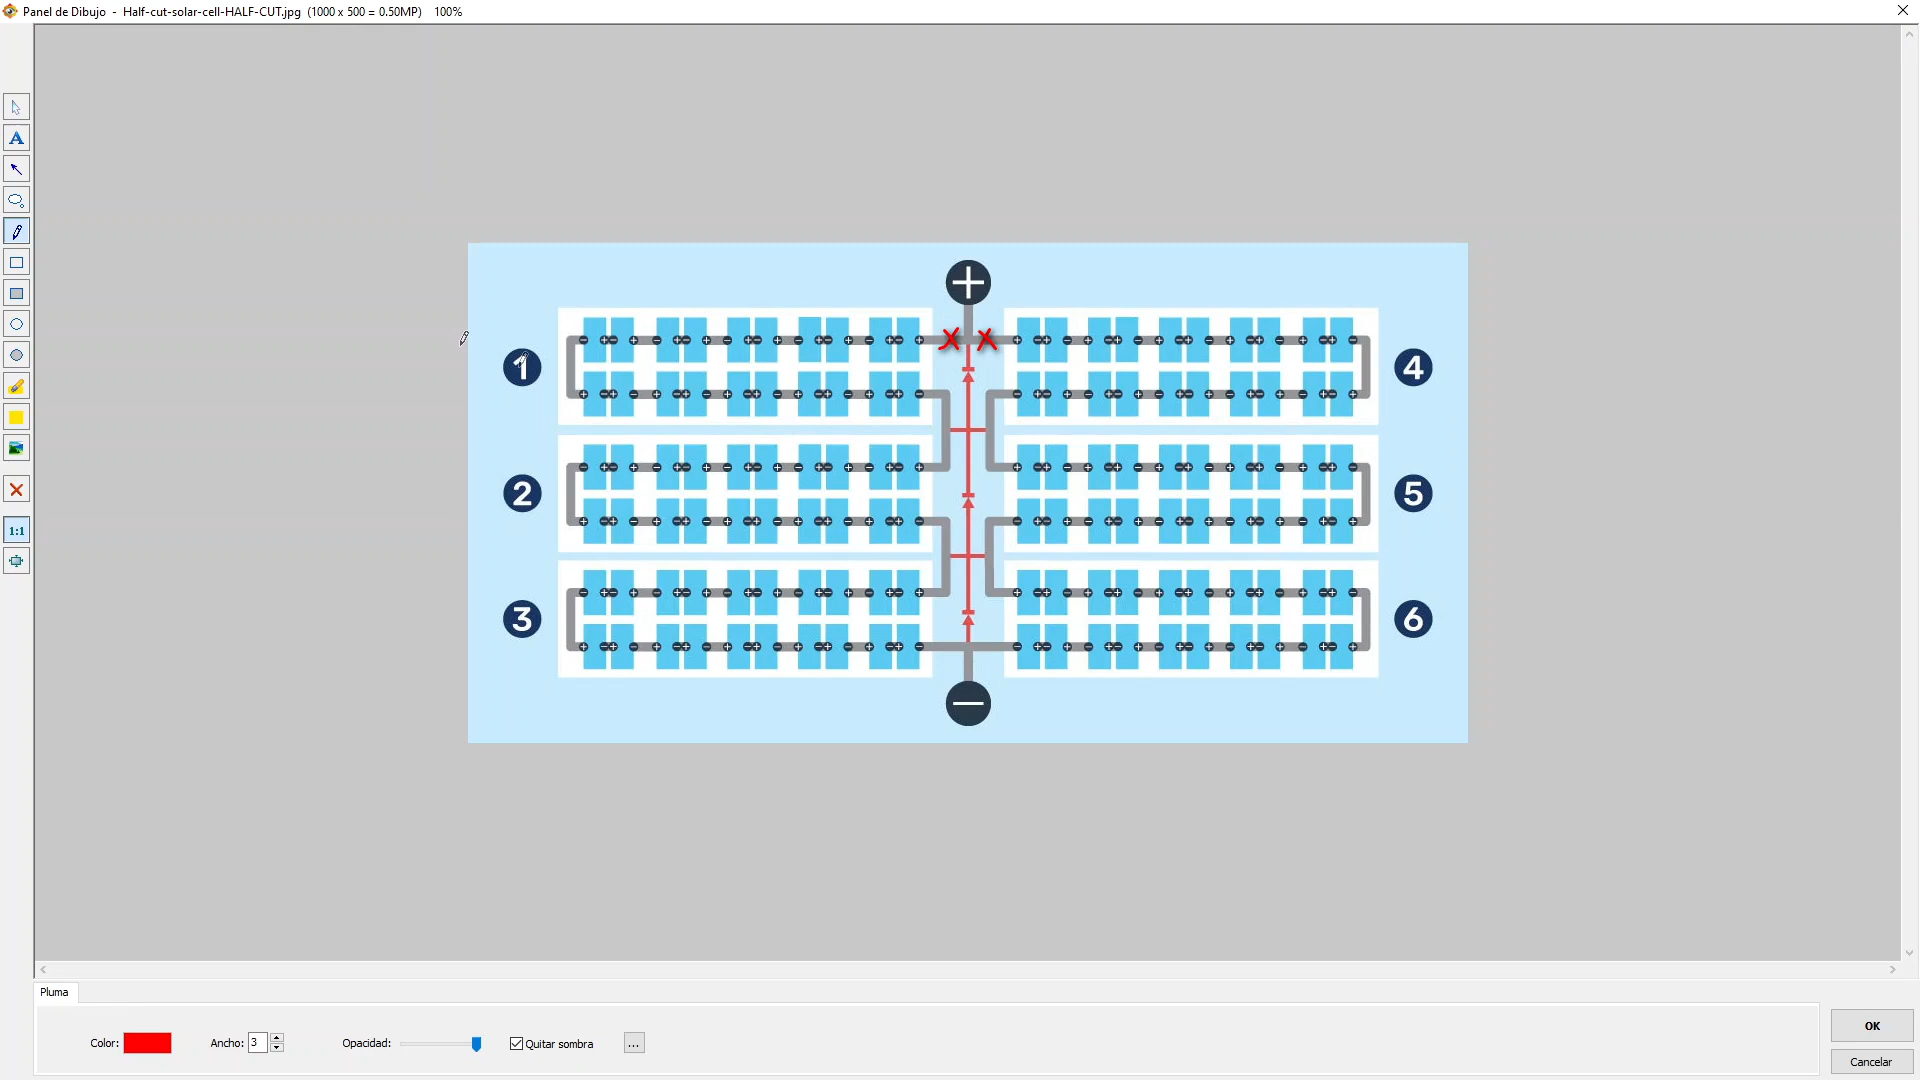 Panel de Dibujo - Half-cut-solar-cell-HALF-CUT.jpg (1000 x 500 = 0.50MP) 100%
A
1:1
+
X X
1
4
2
5
3
6
−
Pluma
Color:
Ancho: 3
Opacidad:
Quitar sombra
...
OK
Cancelar